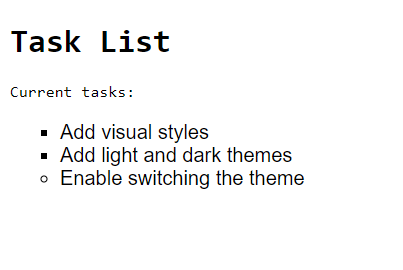 Task List
Current tasks:
Add visual styles
Add light and dark themes
Enable switching the theme